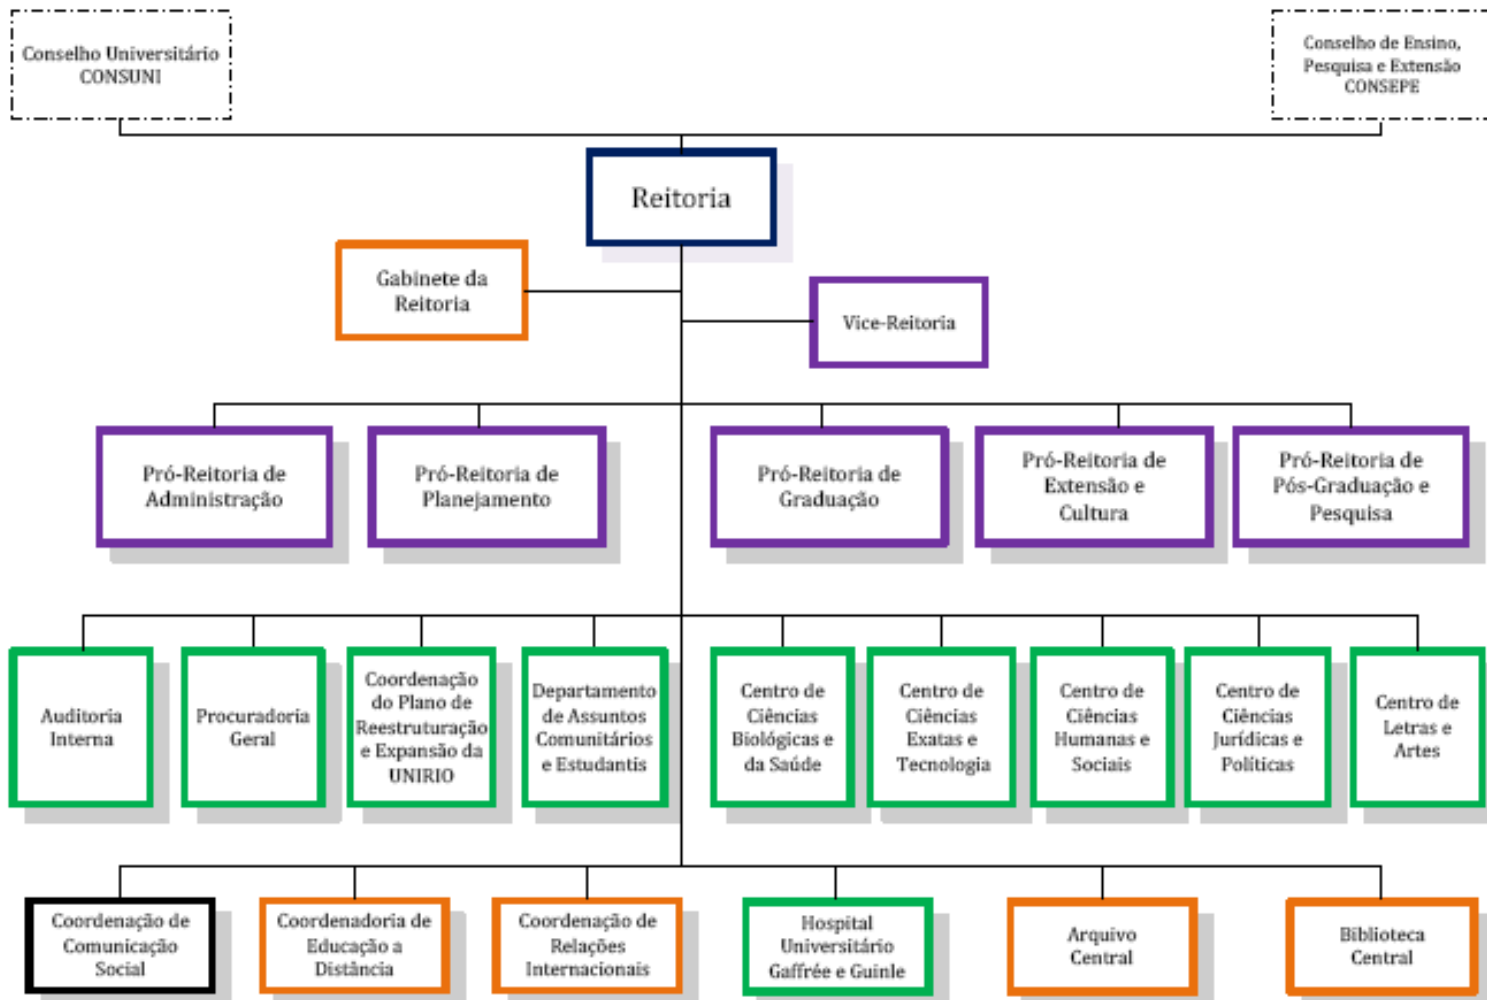 Conselho Universitário
CONSUNI
Conselho de Ensino,
Pesquisa e Extensão
CONSEPE
Reitoria
Gabinete da
Reitoria
Vice-Reitoria
Pró-Reitoria de
Administração
Pró-Reitoria de
Planejamento
Pró-Reitoria de
Graduação
Pró-Reitoria de
Extensão e
Cultura
Pró-Reitoria de
Pós-Graduação e
Pesquisa
Auditoria
Interna
Procuradoria
Geral
Coordenação
do Plano de
Reestruturação
e Expansão da
UNIRIO
Departamento
de Assuntos
Comunitários
e Estudantis
Centro de
Ciências
Biológicas e
da Saúde
Centro de
Ciências
Exatas e
Tecnologia
Centro de
Ciências
Humanas e
Sociais
Centro de
Ciências
Jurídicas e
Políticas
Centro de
Letras e
Artes
Coordenação de
Comunicação
Social
Coordenadoria de
Educação a
Distância
Coordenação de
Relações
Internacionais
Hospital
Universitário
Gaffrée e Guinle
Arquivo
Central
Biblioteca
Central